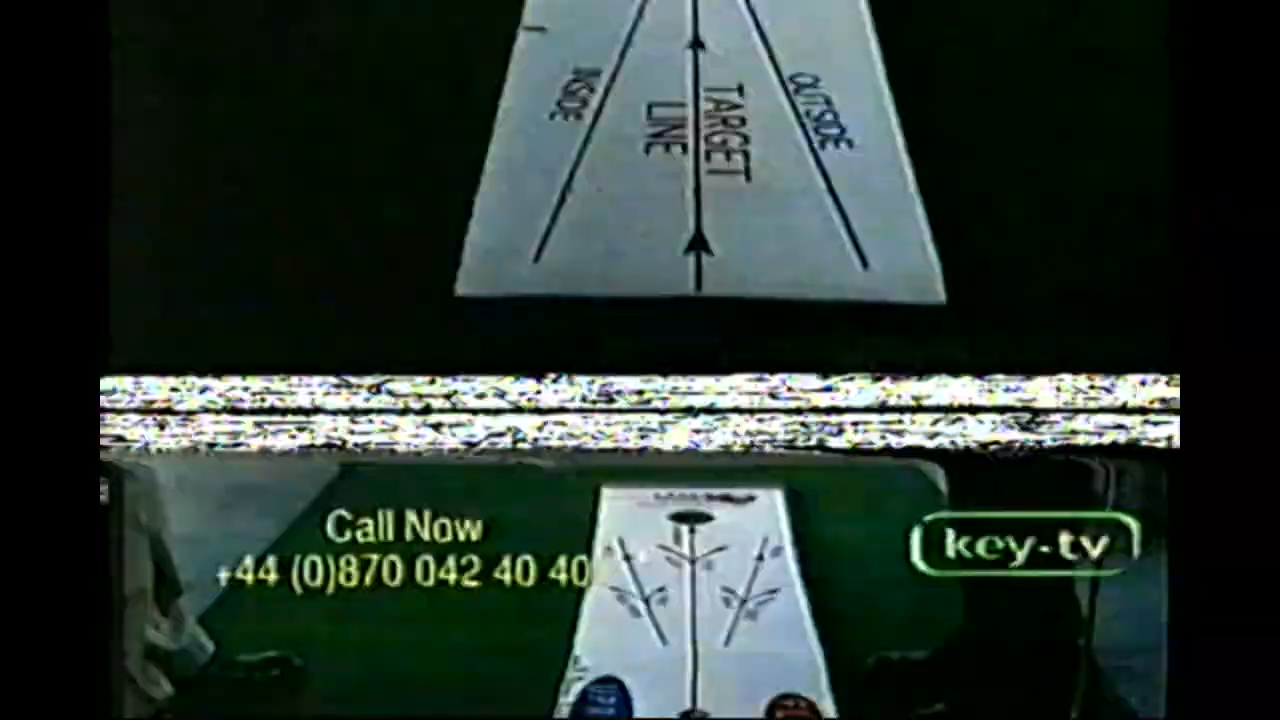 INSIDE
TARGET
LINE
OUTSIDE
Call Now
+44 (0)870 042 40 40
key-tv